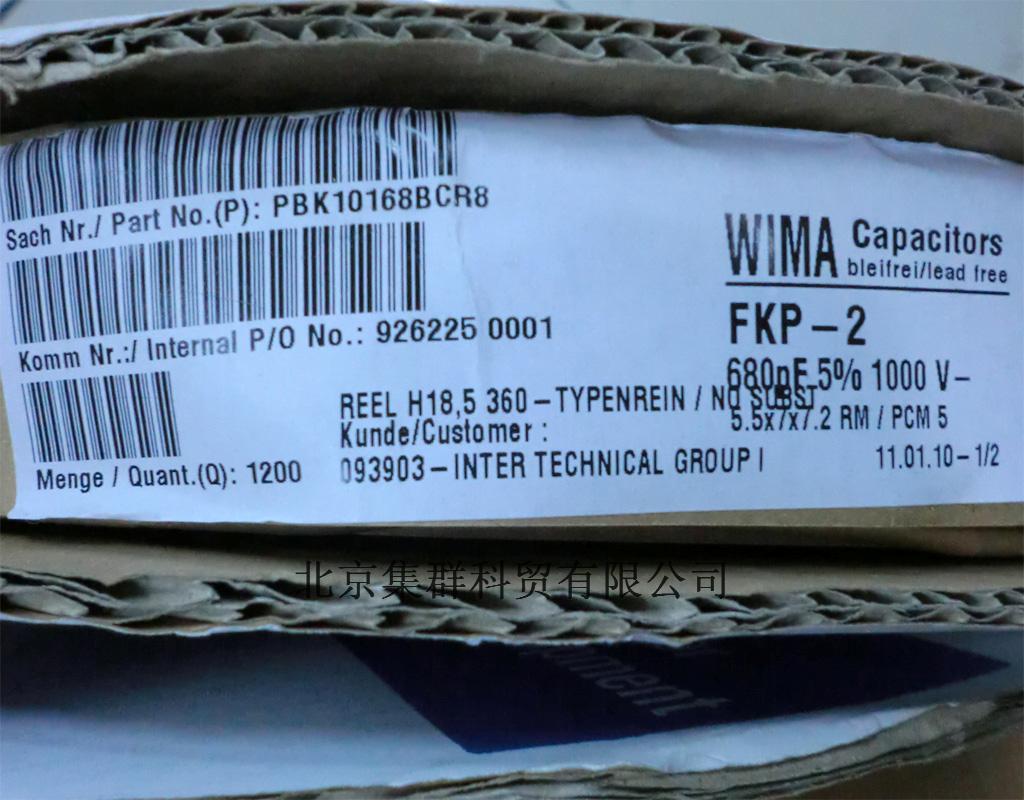 Sach Nr./ Part No.(P): PBK10168BCR8
Komm Nr.:/ Internal P/O No.: 926225 0001
Menge / Quant.(Q): 1200
REEL H18,5 360-TYPENREIN / NO SUBST
Kunde/Customer :
093903-INTER TECHNICAL GROUP I
WIMA Capacitors
bleifrei/lead free
FKP-2
680pF 5% 1000 V-
5.5x7x7.2 RM / PCM 5
11.01.10-1/2
北京集群科贸有限公司